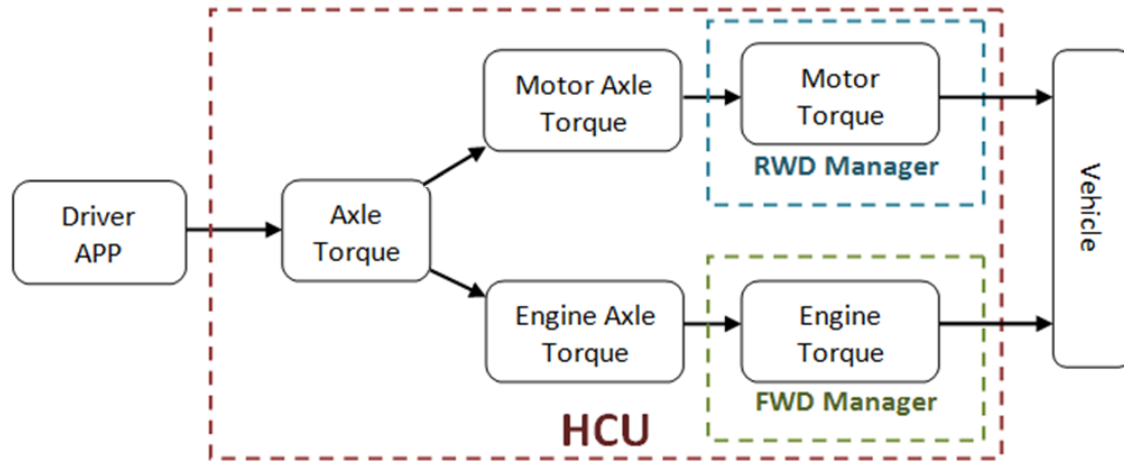 Driver
APP
Axle
Torque
Motor Axle
Torque
Motor
Torque
RWD Manager
Engine Axle
Torque
Engine
Torque
FWD Manager
HCU
Vehicle